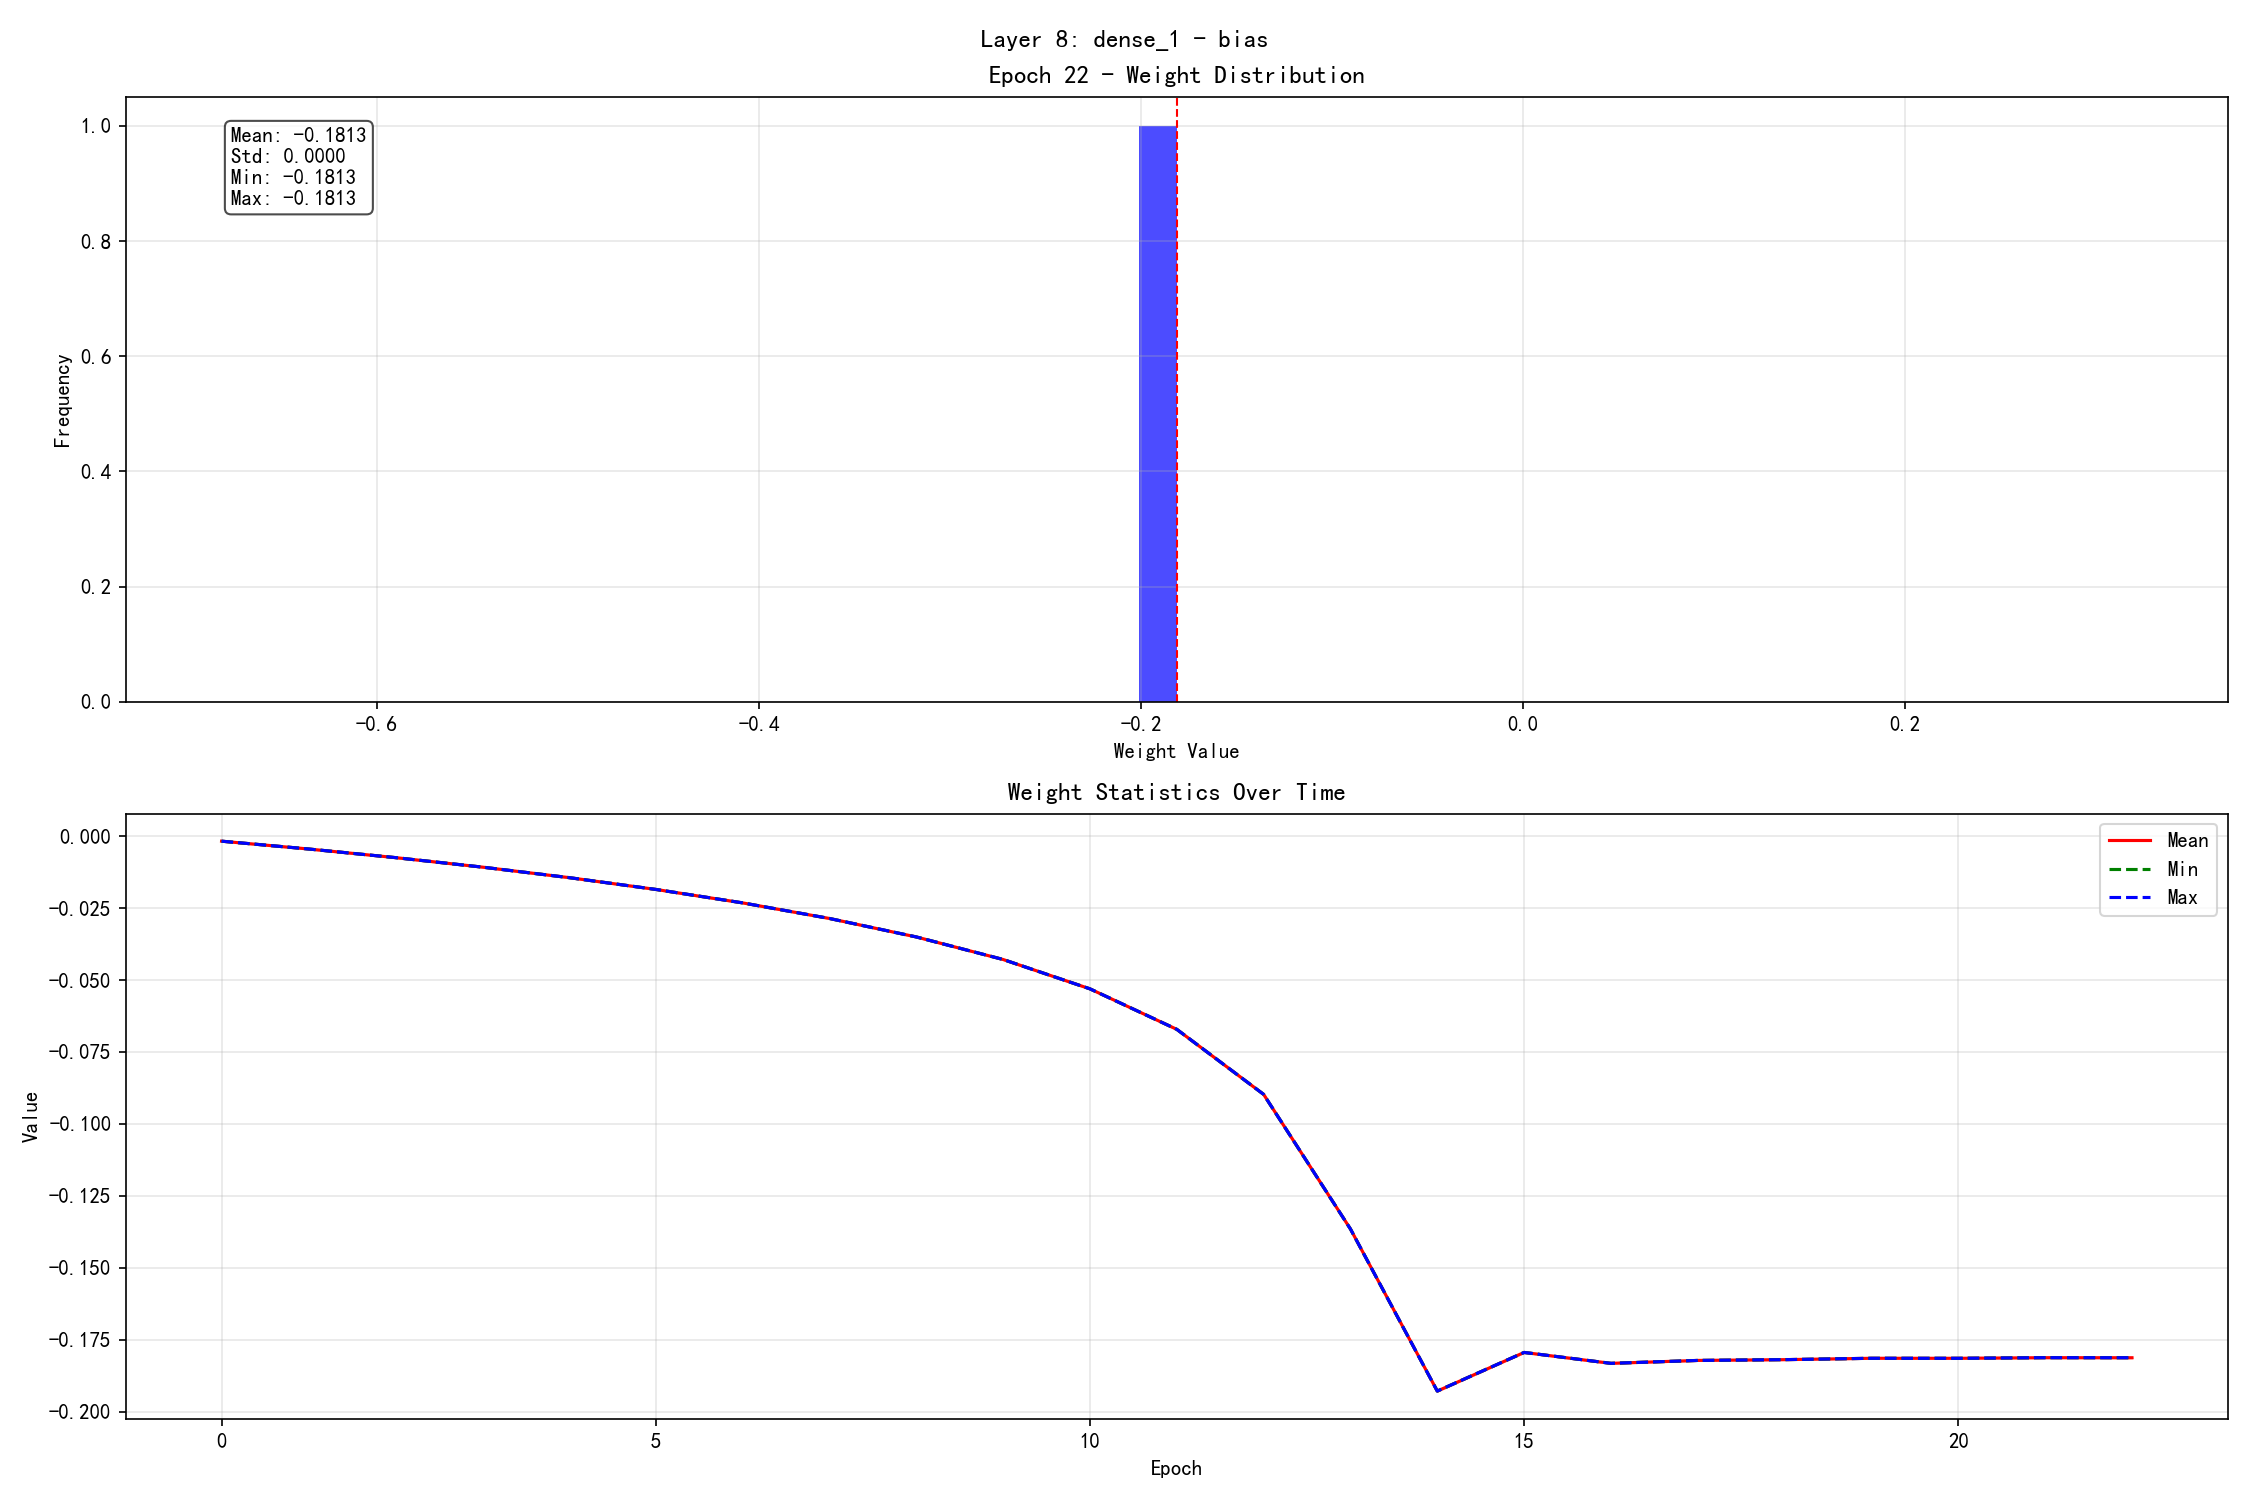 Layer 8: dense_1 - bias
Epoch 22 - Weight Distribution
Mean: -0.1813
Std: 0.0000
Min: -0.1813
Max: -0.1813
1.0
0.8
0.6
0.4
0.2
0.0
Frequency
-0.6 -0.4 -0.2 0.0 0.2
Weight Value
Weight Statistics Over Time
Mean
Min
Max
0.000
-0.025
-0.050
-0.075
-0.100
-0.125
-0.150
-0.175
-0.200
Value
0 5 10 15 20
Epoch